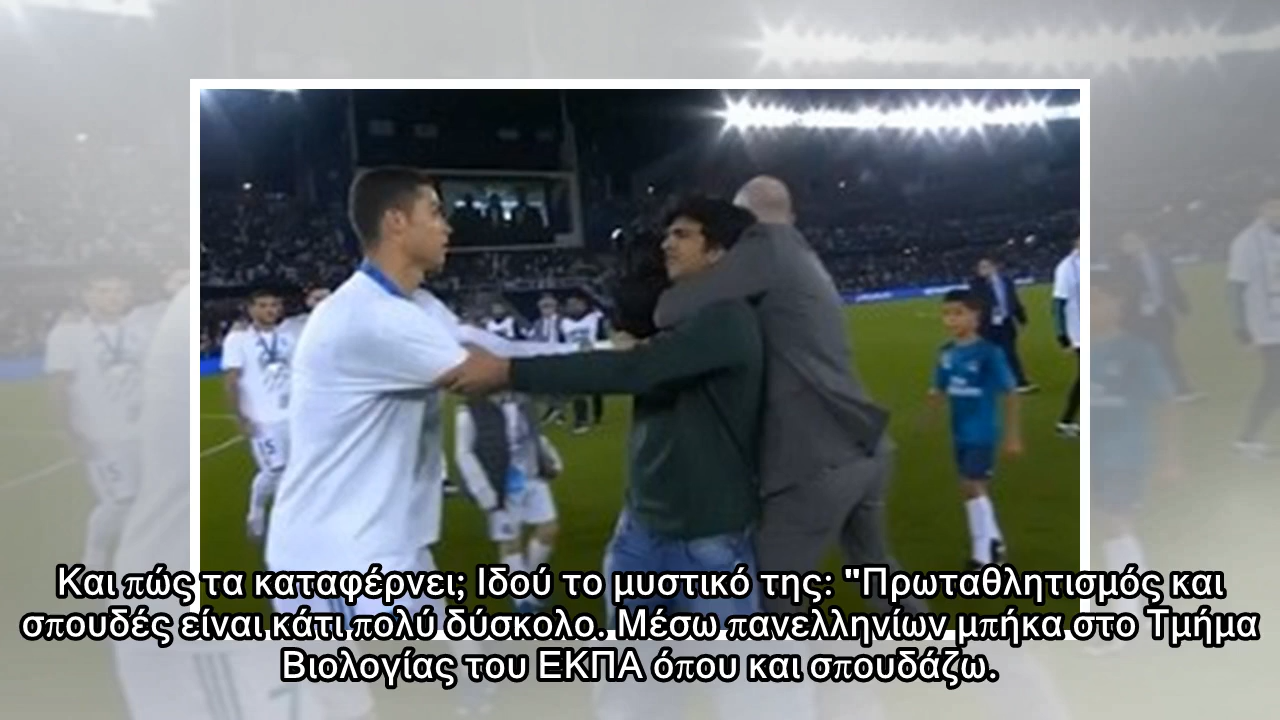 Και πώς τα καταφέρνει; Ιδού το μυστικό της: "Πρωταθλητισμός και
σπουδές είναι κάτι πολύ δύσκολο. Μέσω πανελληνίων μπήκα στο Τμήμα
Βιολογίας του ΕΚΠΑ όπου και σπουδάζω.
15